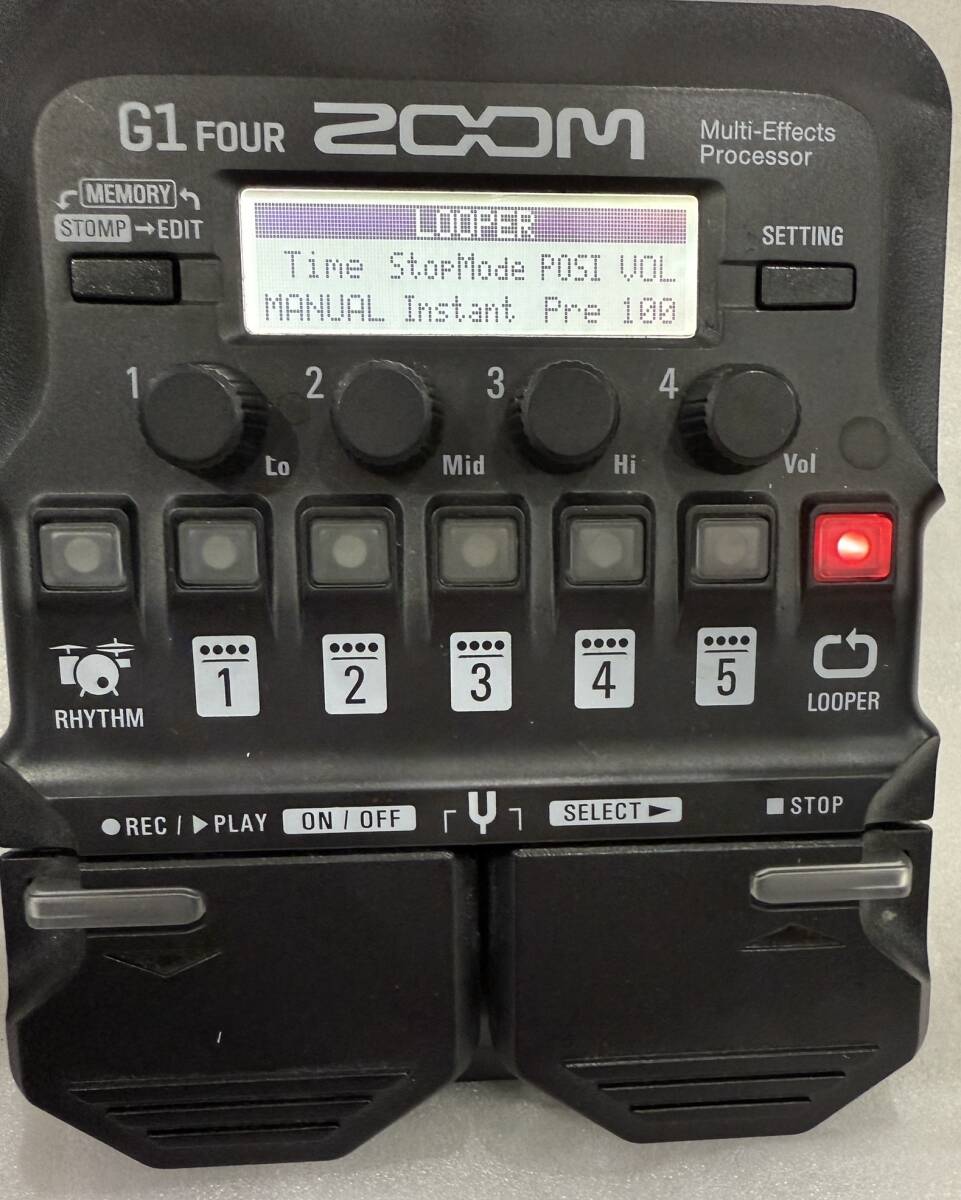 G1 FOUR ZOOM Multi-Effects
Processor
MEMORY
STOMP → EDIT
SETTING
LOOPER
Time StopMode POSI VOL
MANUAL Instant Pre 100
1 2 3 4
Lo Mid Hi Vol
1 2 3 4 5
RHYTHM
LOOPER
●REC / ▶PLAY ON / OFF SELECT► ■ STOP